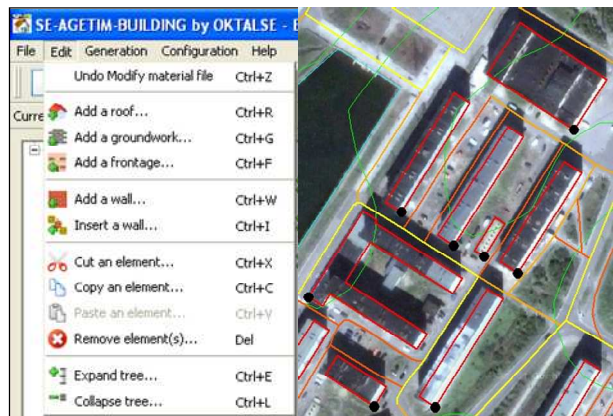 SE-AGETIM-BUILDING by OKTALSE -
File Edit Generation Configuration Help
Undo Modify material file Ctrl+Z
Curre
Add a roof... Ctrl+R
Add a groundwork... Ctrl+G
Add a frontage... Ctrl+F
Add a wall... Ctrl+W
Insert a wall... Ctrl+I
Cut an element... Ctrl+X
Copy an element... Ctrl+C
Paste an element... Ctrl+V
Remove element(s)... Del
Expand tree... Ctrl+E
Collapse tree... Ctrl+L